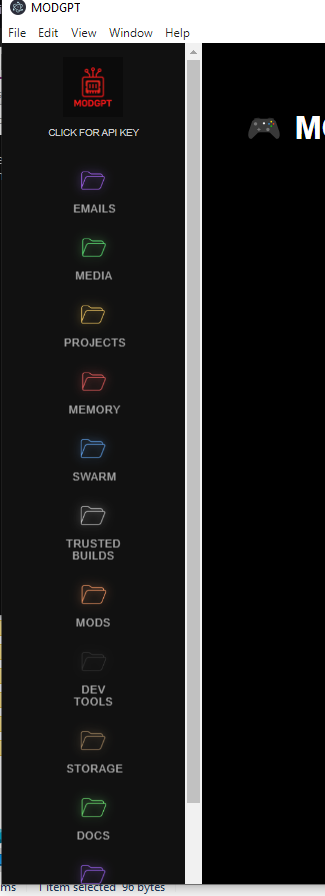 MODGPT
File Edit View Window Help
MODGPT
CLICK FOR API KEY
EMAILS
MEDIA
PROJECTS
MEMORY
SWARM
TRUSTED
BUILDS
MODS
DEV
TOOLS
STORAGE
DOCS
1 item selected 96 bytes